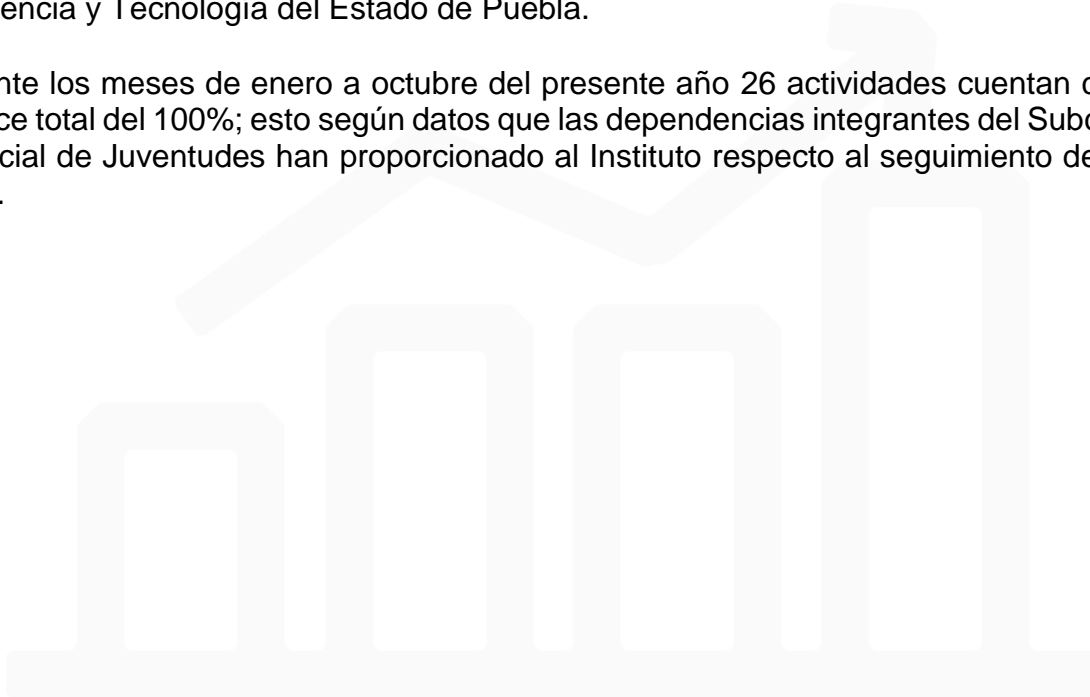 encia y Tecnología del Estado de Puebla.
nte los meses de enero a octubre del presente año 26 actividades cuentan
ce total del 100%; esto según datos que las dependencias integrantes del Subc
cial de Juventudes han proporcionado al Instituto respecto al seguimiento de
.